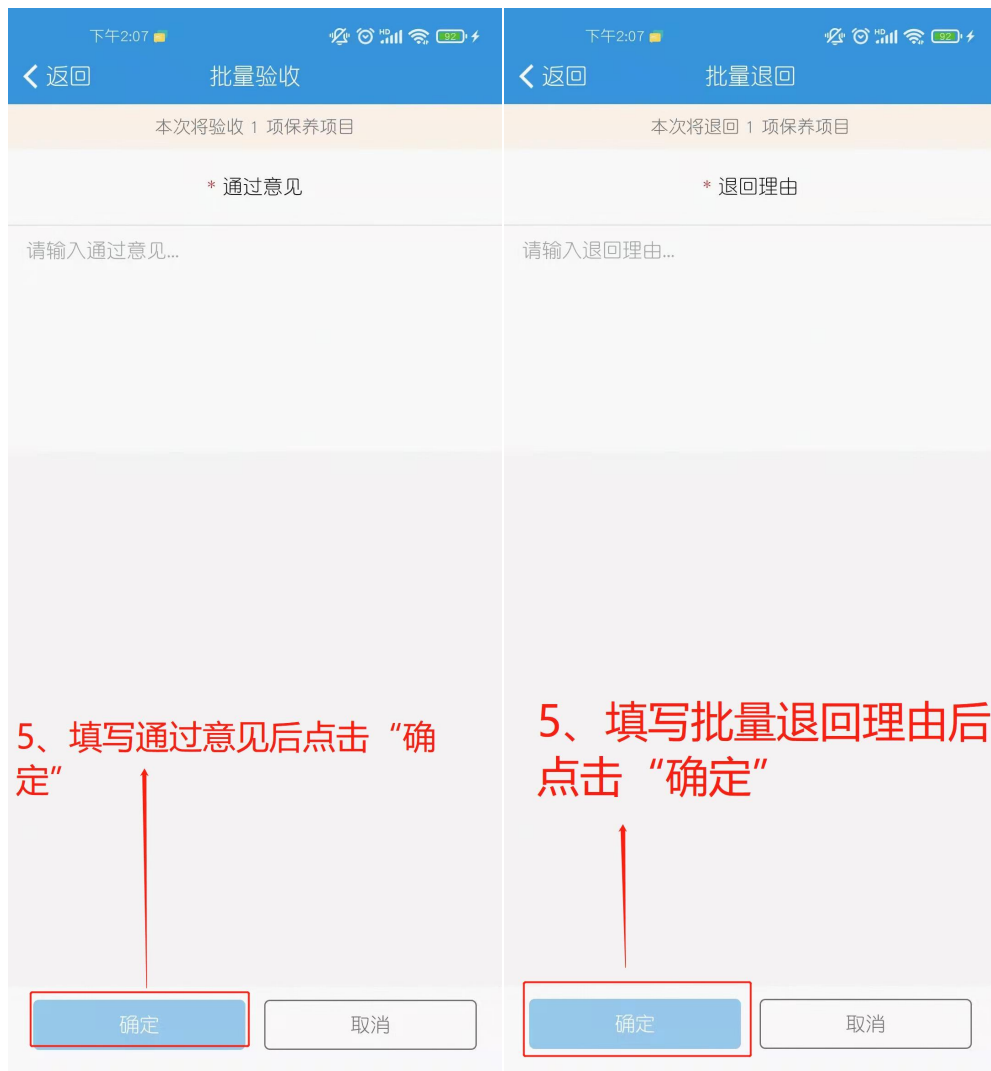 下午2:07
HD
92
返回
批量验收
本次将验收 1 项保养项目
* 通过意见
请输入通过意见...
5、填写通过意见后点击“确
定”
确定
取消
下午2:07
HD
92
返回
批量退回
本次将退回 1 项保养项目
* 退回理由
请输入退回理由...
5、填写批量退回理由后
点击“确定”
确定
取消